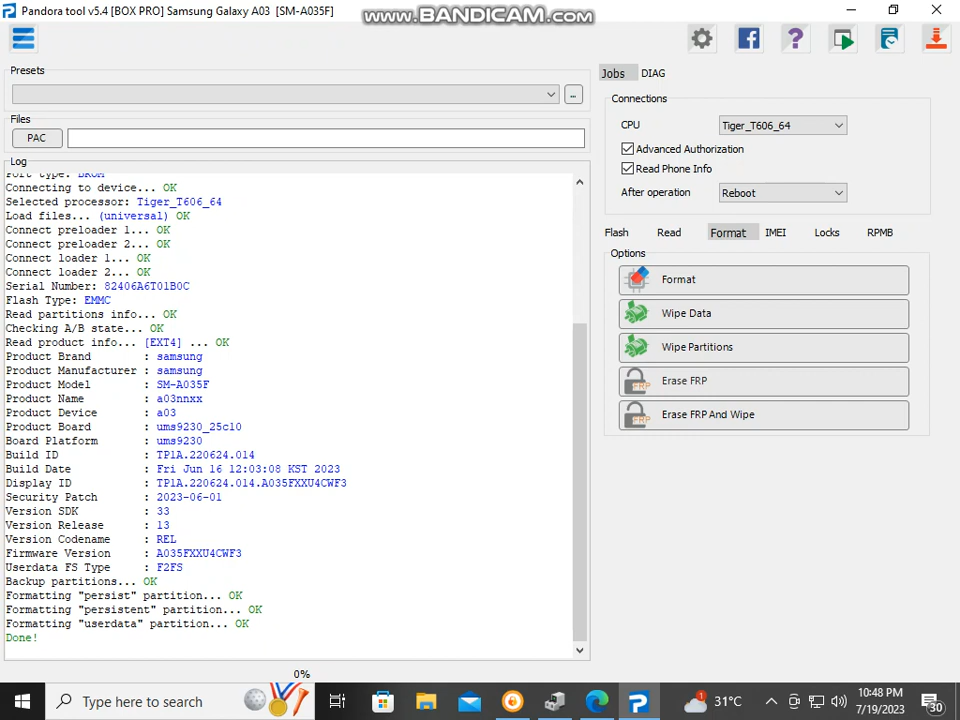 Pandora tool v5.4 [BOX PRO] Samsung Galaxy A03 [SM-A035F]
www.BANDICAM.com
Presets
...
Files
PAC
Log
Port type: BROM
Connecting to device... OK
Selected processor: Tiger_T606_64
Load files... (universal) OK
Connect preloader 1... OK
Connect preloader 2... OK
Connect loader 1... OK
Connect loader 2... OK
Serial Number: 82406A6T01B0C
Flash Type: EMMC
Read partitions info... OK
Checking A/B state... OK
Read product info... [EXT4] ... OK
Product Brand : samsung
Product Manufacturer : samsung
Product Model : SM-A035F
Product Name : a03nnxx
Product Device : a03
Product Board : ums9230_25c10
Board Platform : ums9230
Build ID : TP1A.220624.014
Build Date : Fri Jun 16 12:03:08 KST 2023
Display ID : TP1A.220624.014.A035FXXU4CWF3
Security Patch : 2023-06-01
Version SDK : 33
Version Release : 13
Version Codename : REL
Firmware Version : A035FXXU4CWF3
Userdata FS Type : F2FS
Backup partitions... OK
Formatting "persist" partition... OK
Formatting "persistent" partition... OK
Formatting "userdata" partition... OK
Done!
0%
Jobs DIAG
Connections
CPU Tiger_T606_64
Advanced Authorization
Read Phone Info
After operation Reboot
Flash Read Format IMEI Locks RPMB
Options
Format
Wipe Data
Wipe Partitions
FRP Erase FRP
FRP Erase FRP And Wipe
Type here to search
1 31°C
10:48 PM
7/19/2023
30